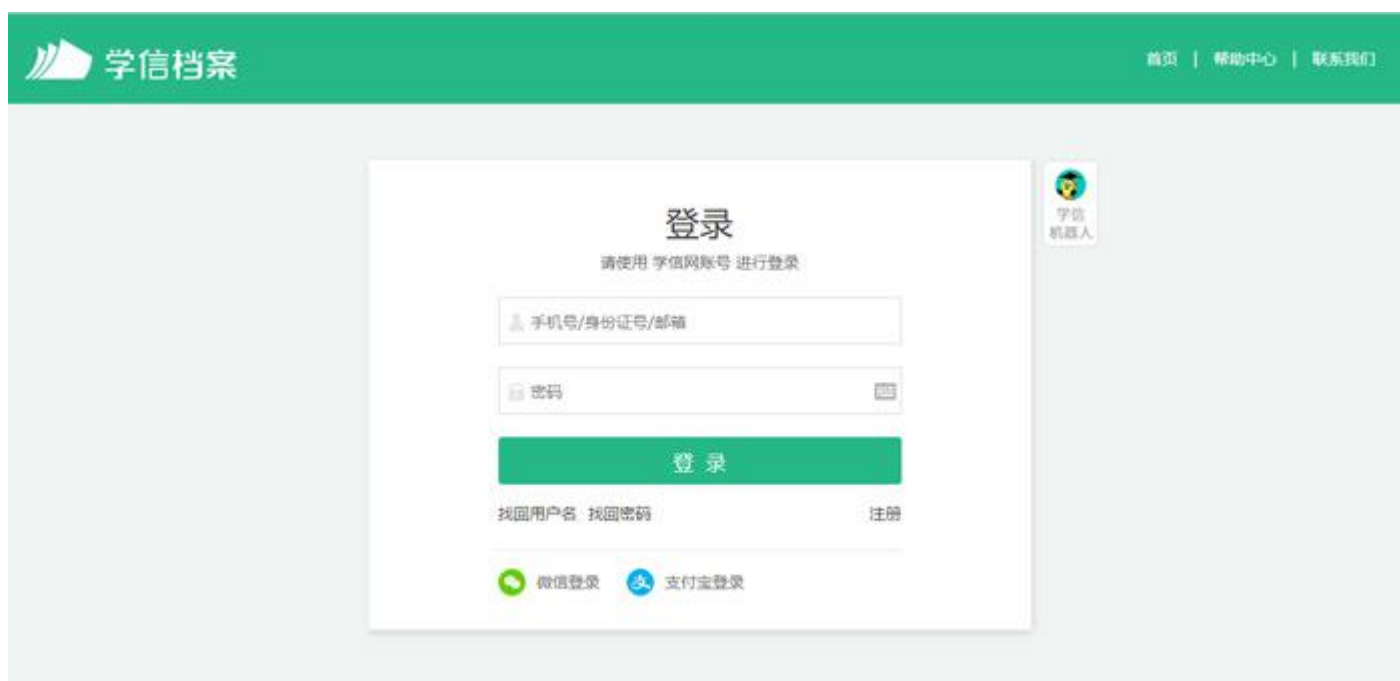 学信档案
首页 | 帮助中心 | 联系我们
登录
请使用 学信网账号 进行登录
学信
机器人
手机号/身份证号/邮箱
密码
登 录
找回用户名 找回密码 注册
微信登录 支付宝登录